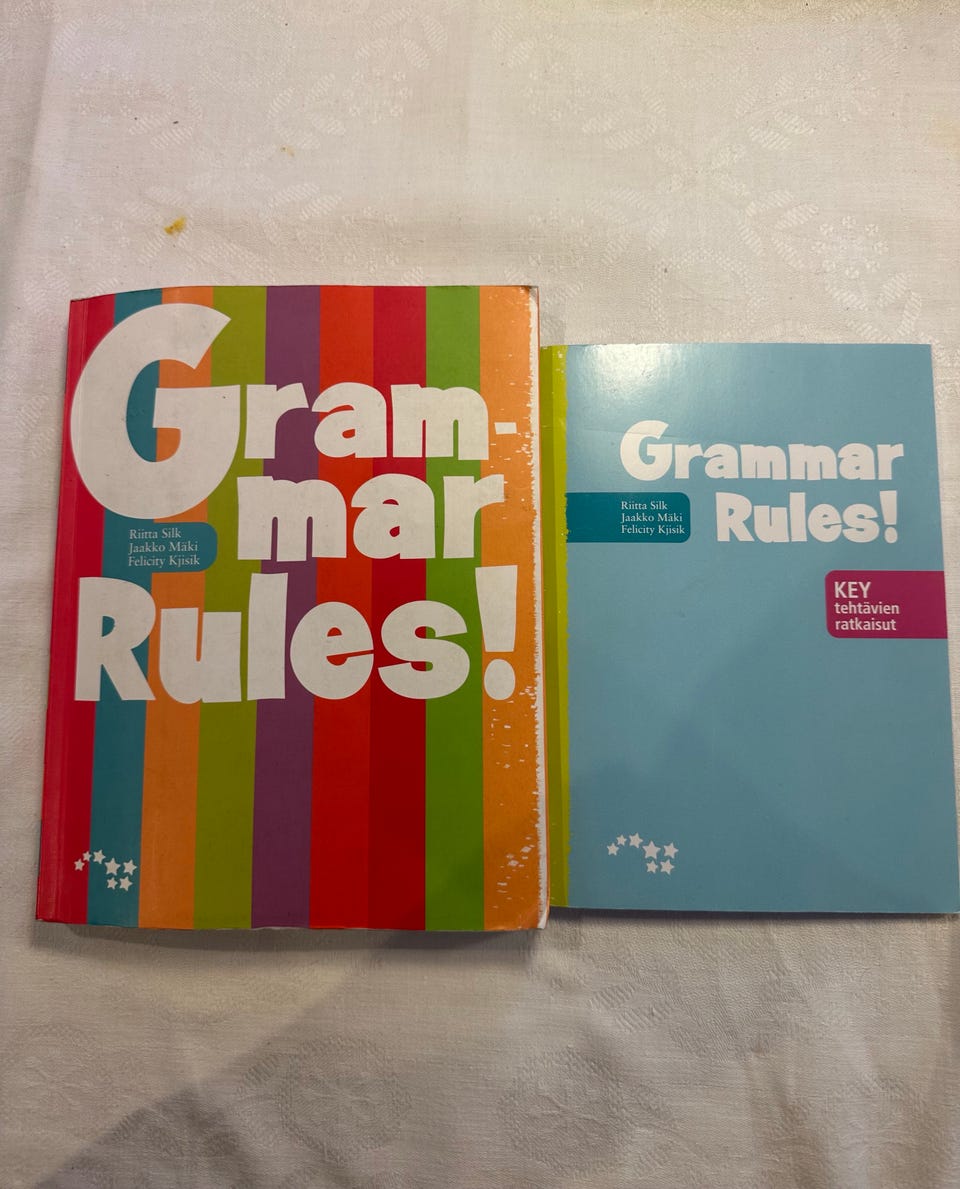 Gram-
mar
Riitta Silk
Jaakko Mäki
Felicity Kjisik
Rules!
Grammar
Rules!
Riitta Silk
Jaakko Mäki
Felicity Kjisik
KEY
tehtävien
ratkaisut